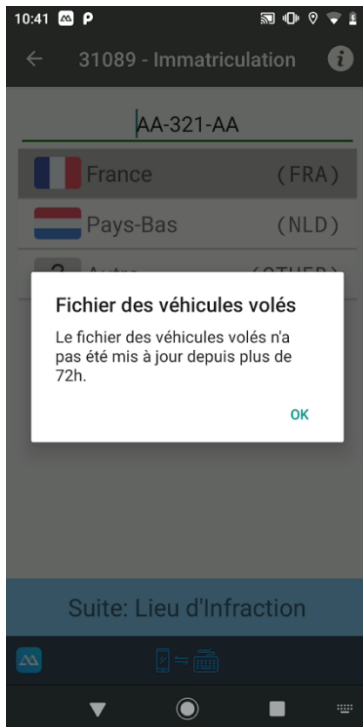 10:41
31089 - Immatriculation
AA-321-AA
France (FRA)
Pays-Bas (NLD)
? Autre (OTHER)
Fichier des véhicules volés
Le fichier des véhicules volés n'a
pas été mis à jour depuis plus de
72h.
OK
Suite: Lieu d'Infraction